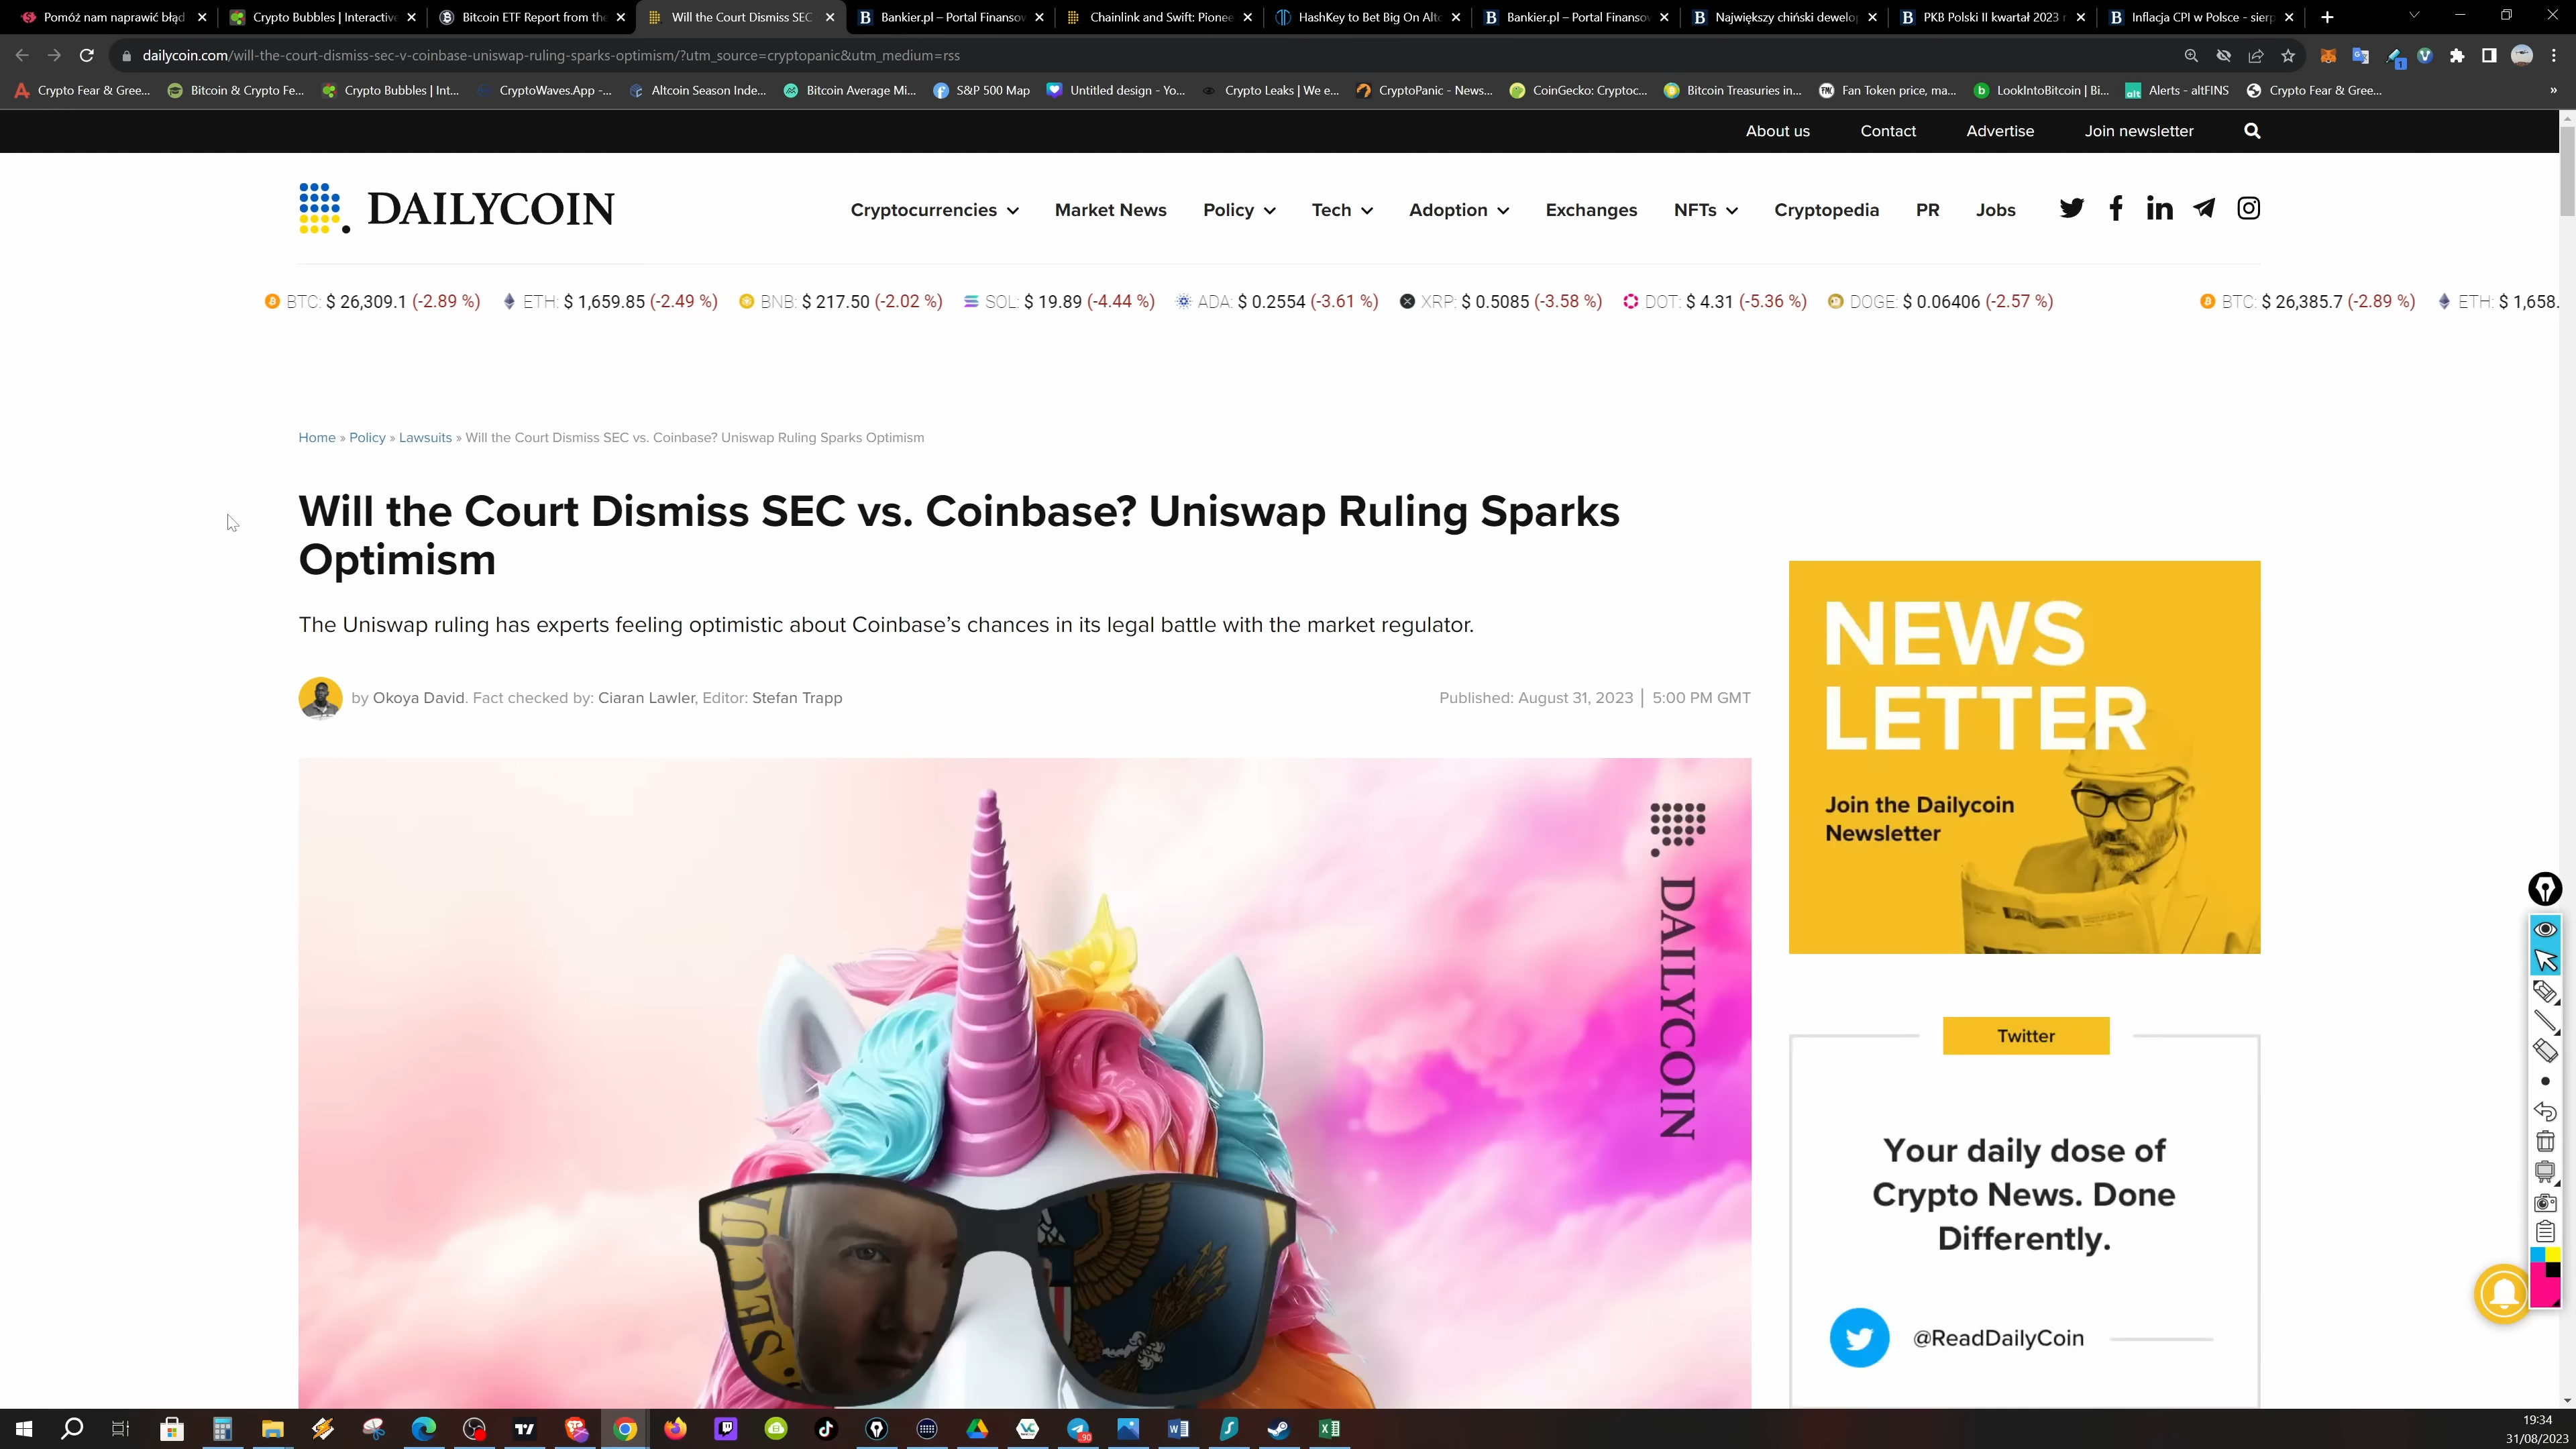 Pomóż nam naprawić błąd
Crypto Bubbles | Interactive
Bitcoin ETF Report from the
Will the Court Dismiss SEC
Bankier.pl – Portal Finansow
Chainlink and Swift: Pionee
HashKey to Bet Big On Alto
Bankier.pl – Portal Finansow
Największy chiński dewelo
PKB Polski II kwartał 2023 r
Inflacja CPI w Polsce - sierp
dailycoin.com/will-the-court-dismiss-sec-v-coinbase-uniswap-ruling-sparks-optimism/?utm_source=cryptopanic&utm_medium=rss
1
Crypto Fear & Gree...
Bitcoin & Crypto Fe...
Crypto Bubbles | Int...
CryptoWaves.App -...
Altcoin Season Inde...
Bitcoin Average Mi...
S&P 500 Map
Untitled design - Yo...
Crypto Leaks | We e...
CryptoPanic - News...
CoinGecko: Cryptoc...
Bitcoin Treasuries in...
Fan Token price, ma...
LookIntoBitcoin | Bi...
Alerts - altFINS
Crypto Fear & Gree...
»
About us
Contact
Advertise
Join newsletter
DAILYCOIN
Cryptocurrencies
Market News
Policy
Tech
Adoption
Exchanges
NFTs
Cryptopedia
PR
Jobs
BTC: $ 26,309.1 (-2.89 %)
ETH: $ 1,659.85 (-2.49 %)
BNB: $ 217.50 (-2.02 %)
SOL: $ 19.89 (-4.44 %)
ADA: $ 0.2554 (-3.61 %)
XRP: $ 0.5085 (-3.58 %)
DOT: $ 4.31 (-5.36 %)
DOGE: $ 0.06406 (-2.57 %)
BTC: $ 26,385.7 (-2.89 %)
ETH: $ 1,658.
Home » Policy » Lawsuits » Will the Court Dismiss SEC vs. Coinbase? Uniswap Ruling Sparks Optimism
Will the Court Dismiss SEC vs. Coinbase? Uniswap Ruling Sparks
Optimism
The Uniswap ruling has experts feeling optimistic about Coinbase’s chances in its legal battle with the market regulator.
by Okoya David. Fact checked by: Ciaran Lawler, Editor: Stefan Trapp
Published: August 31, 2023 | 5:00 PM GMT
DAILYCOIN
NEWS
LETTER
Join the Dailycoin
Newsletter
Twitter
Your daily dose of
Crypto News. Done
Differently.
@ReadDailyCoin
90
19:34
31/08/2023